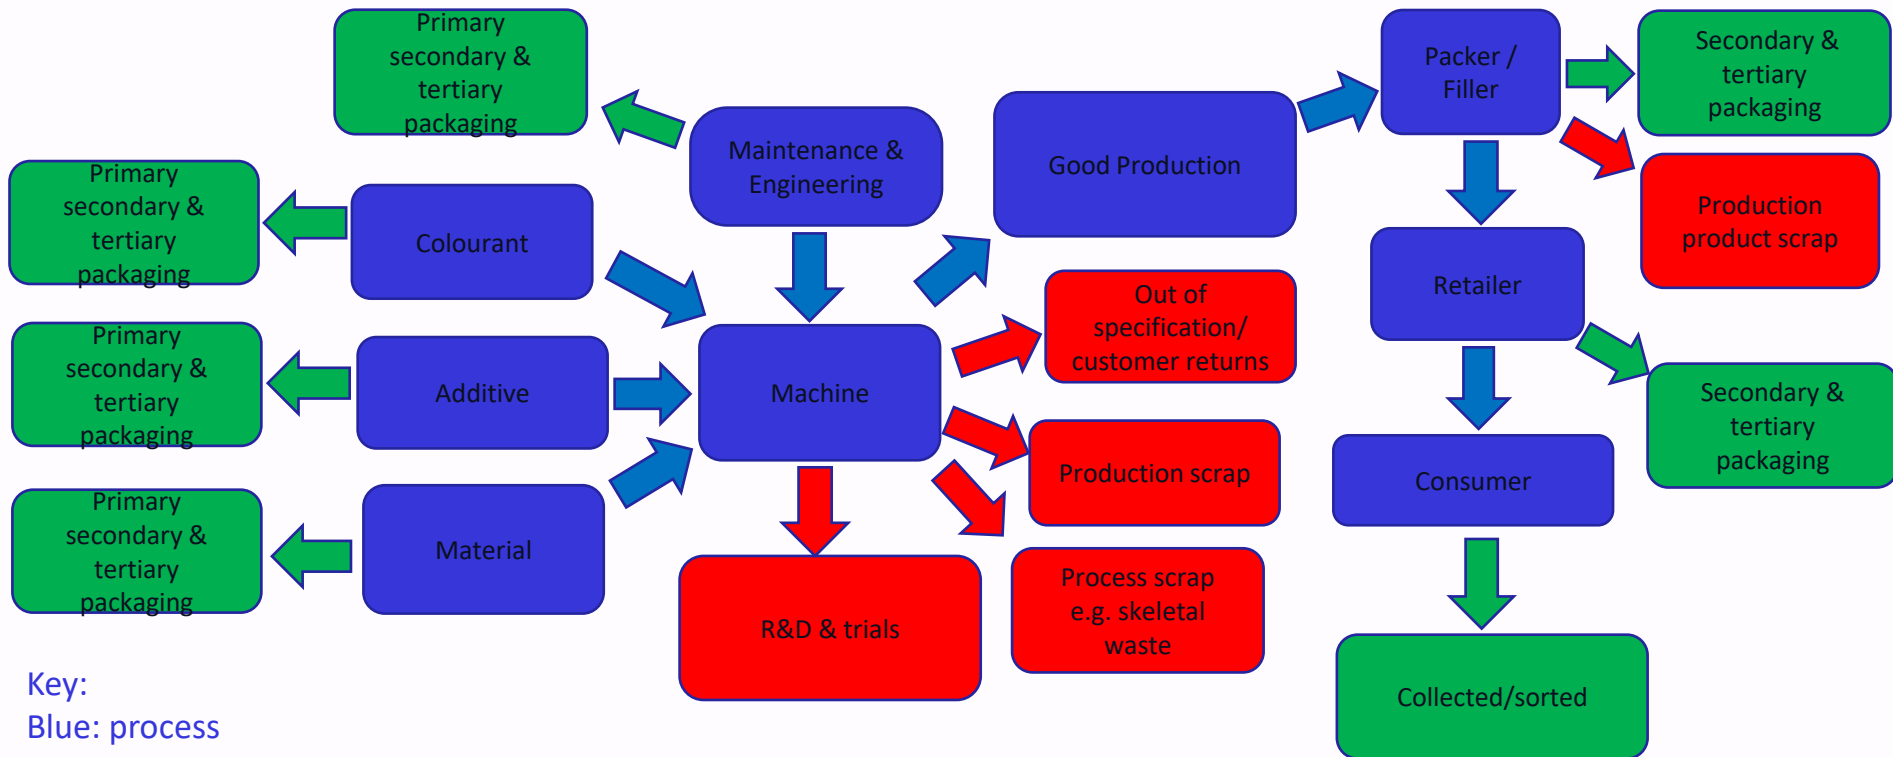 Primary
secondary &
tertiary
packaging
Maintenance &
Engineering
Good Production
Packer /
Filler
Secondary &
tertiary
packaging
Primary
secondary &
tertiary
packaging
Colourant
Production
product scrap
Retailer
Out of
specification/
customer returns
Primary
secondary &
tertiary
packaging
Additive
Machine
Secondary &
tertiary
packaging
Production scrap
Consumer
Primary
secondary &
tertiary
packaging
Material
R&D & trials
Process scrap
e.g. skeletal
waste
Collected/sorted
Key:
Blue: process